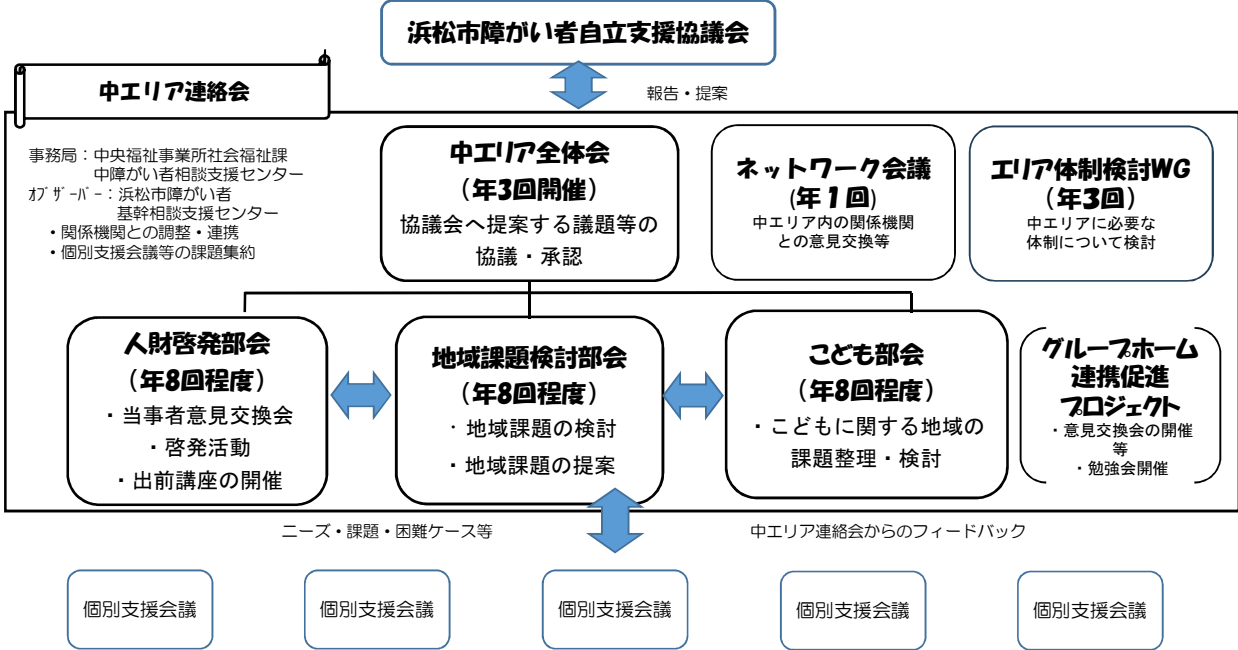 浜松市障がい者自立支援協議会
報告・提案
中エリア連絡会
事務局：中央福祉事業所社会福祉課
中障がい者相談支援センター
ｵﾌﾞｻﾞｰﾊﾞｰ：浜松市障がい者
基幹相談支援センター
・関係機関との調整・連携
・個別支援会議等の課題集約
中エリア全体会
（年3回開催）
協議会へ提案する議題等の
協議・承認
ネットワーク会議
(年１回)
中エリア内の関係機関
との意見交換等
エリア体制検討WG
（年3回）
中エリアに必要な
体制について検討
人財啓発部会
（年8回程度）
・当事者意見交換会
・啓発活動
・出前講座の開催
地域課題検討部会
（年8回程度）
・地域課題の検討
・地域課題の提案
こども部会
（年8回程度）
・こどもに関する地域の
課題整理・検討
グループホーム
連携促進
プロジェクト
・意見交換会の開催
等
・勉強会開催
ニーズ・課題・困難ケース等
中エリア連絡会からのフィードバック
個別支援会議
個別支援会議
個別支援会議
個別支援会議
個別支援会議